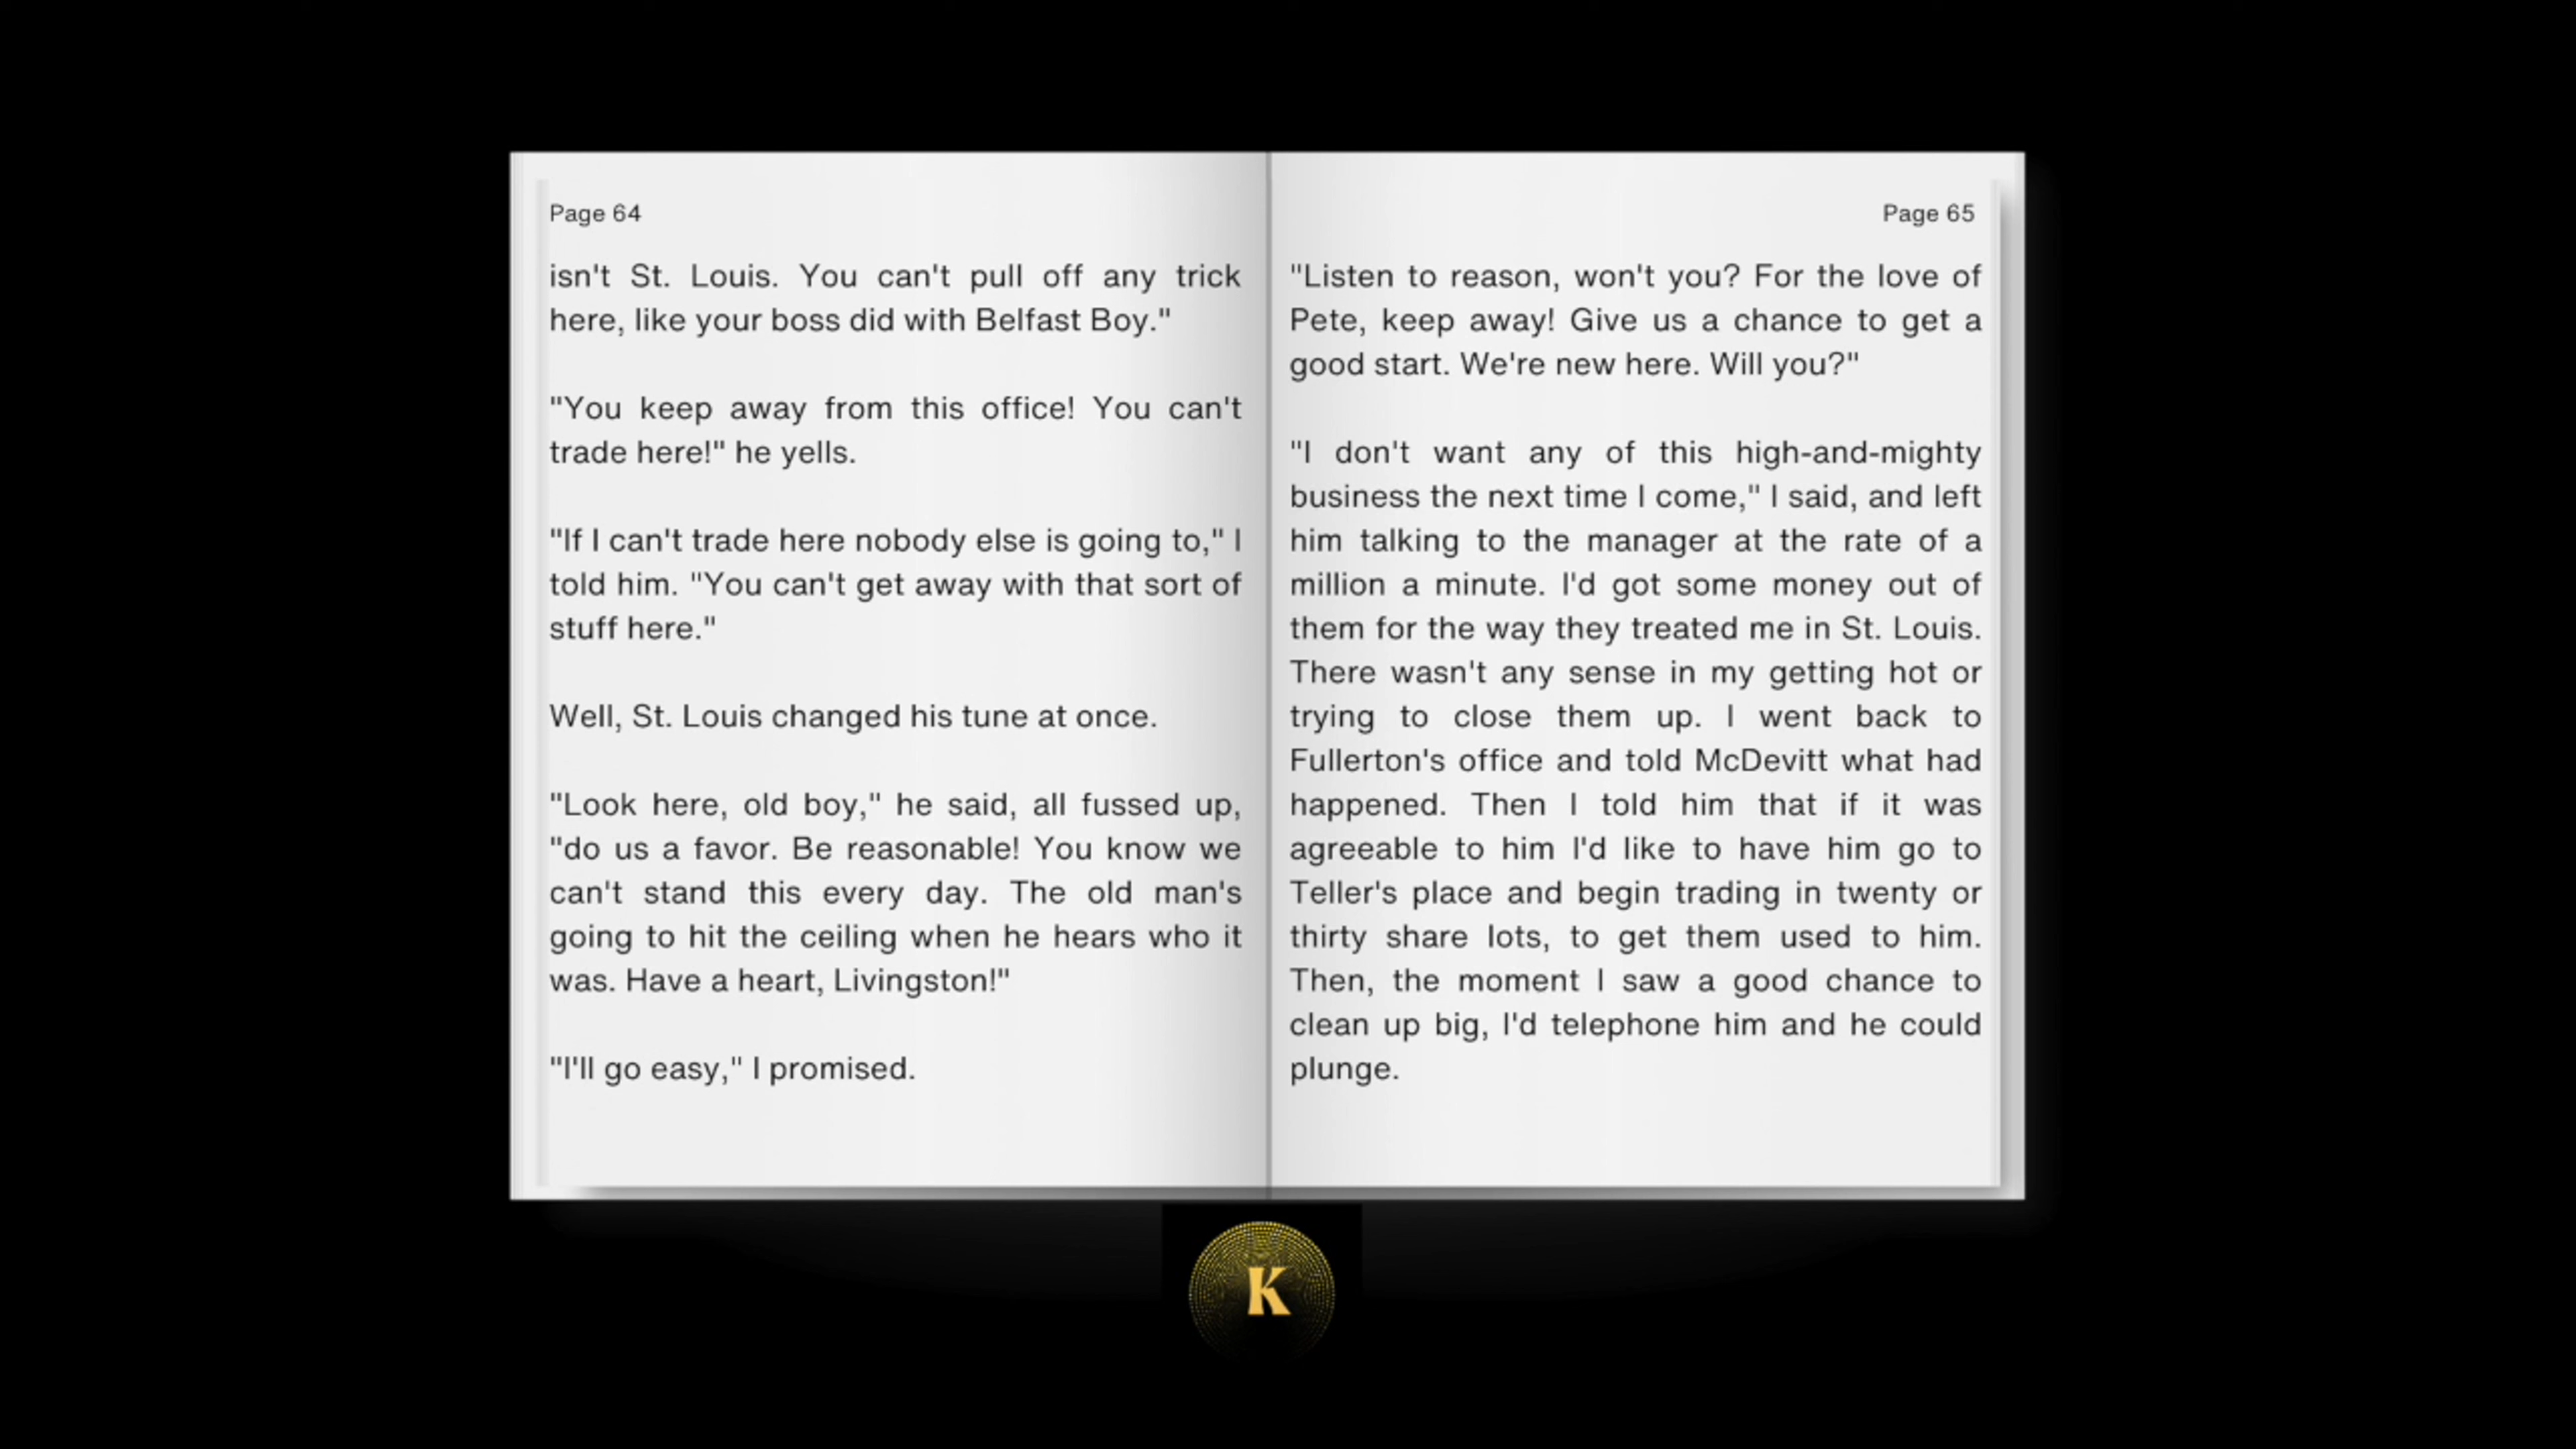 Page 64
isn't St. Louis. You can't pull off any trick
here, like your boss did with Belfast Boy."
"You keep away from this office! You can't
trade here!" he yells.
"If I can't trade here nobody else is going to," I
told him. "You can't get away with that sort of
stuff here."
Well, St. Louis changed his tune at once.
"Look here, old boy," he said, all fussed up,
"do us a favor. Be reasonable! You know we
can't stand this every day. The old man's
going to hit the ceiling when he hears who it
was. Have a heart, Livingston!"
"I'll go easy," I promised.
Page 65
"Listen to reason, won't you? For the love of
Pete, keep away! Give us a chance to get a
good start. We're new here. Will you?"
"I don't want any of this high-and-mighty
business the next time I come," I said, and left
him talking to the manager at the rate of a
million a minute. I'd got some money out of
them for the way they treated me in St. Louis.
There wasn't any sense in my getting hot or
trying to close them up. I went back to
Fullerton's office and told McDevitt what had
happened. Then I told him that if it was
agreeable to him I'd like to have him go to
Teller's place and begin trading in twenty or
thirty share lots, to get them used to him.
Then, the moment I saw a good chance to
clean up big, I'd telephone him and he could
plunge.
K